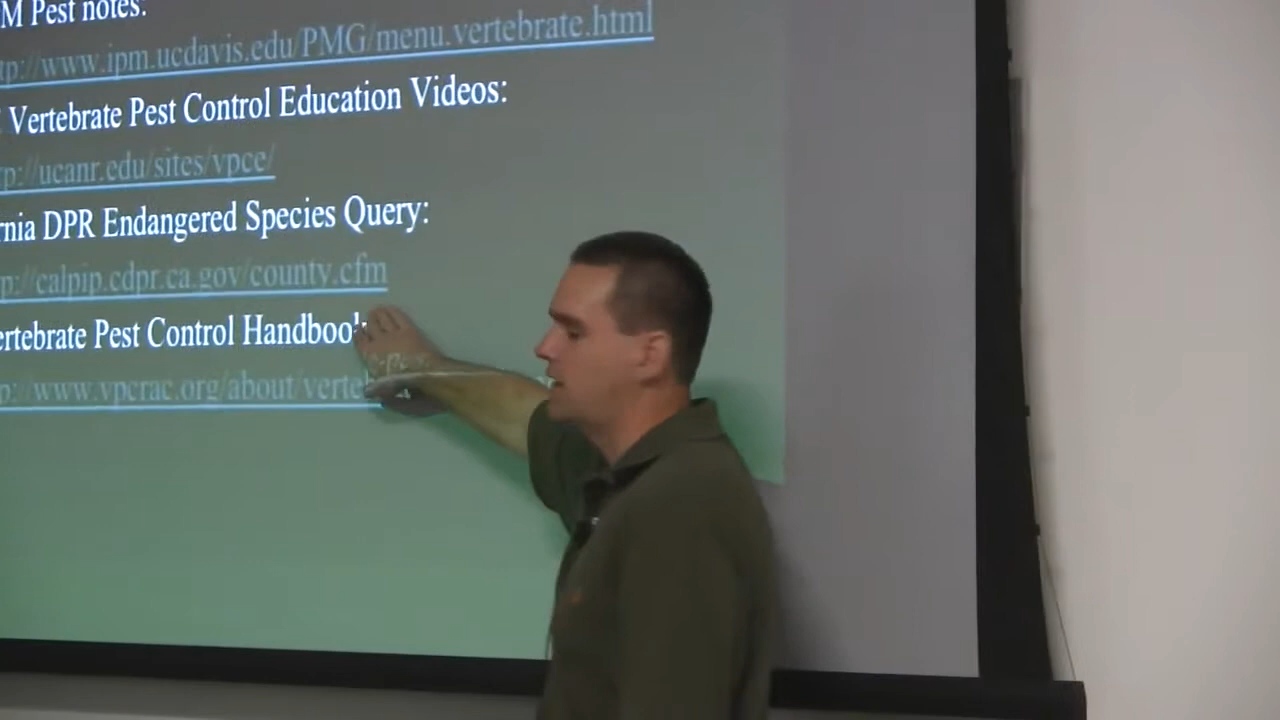 M Pest notes:
tp://www.ipm.ucdavis.edu/PMG/menu.vertebrate.html
Vertebrate Pest Control Education Videos:
tp://ucanr.edu/sites/vpce/
rnia DPR Endangered Species Query:
p://calpip.cdpr.ca.gov/county.cfm
ertebrate Pest Control Handbook
p://www.vpcrac.org/about/verteb